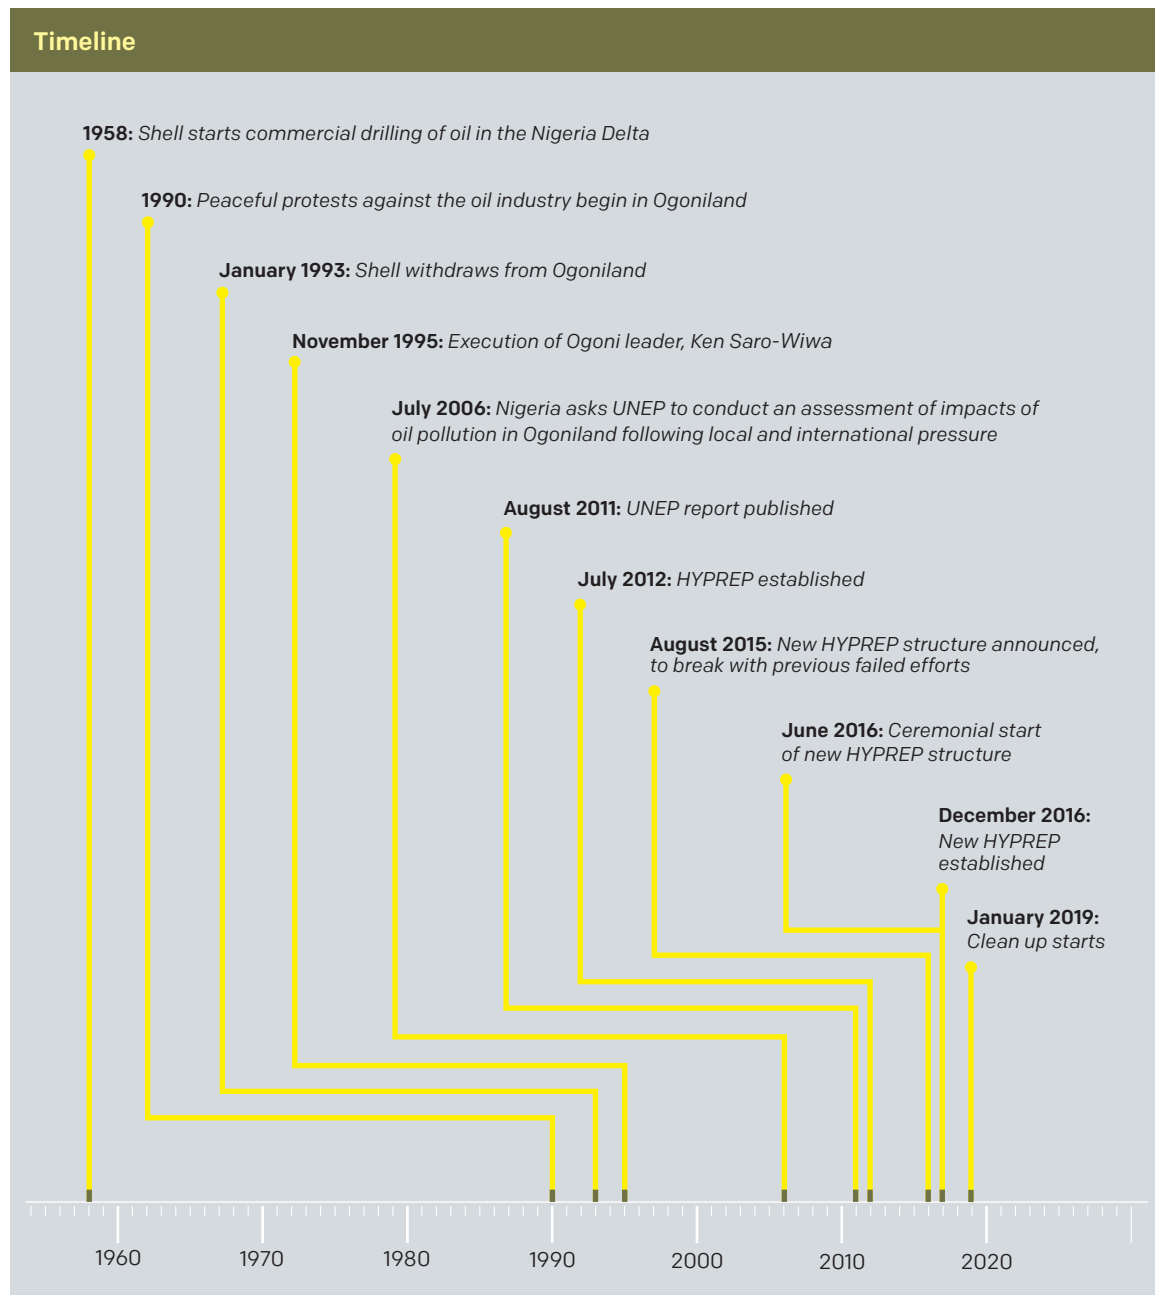 Timeline
1958: Shell starts commercial drilling of oil in the Nigeria Delta
1990: Peaceful protests against the oil industry begin in Ogoniland
January 1993: Shell withdraws from Ogoniland
November 1995: Execution of Ogoni leader, Ken Saro-Wiwa
July 2006: Nigeria asks UNEP to conduct an assessment of impacts of
oil pollution in Ogoniland following local and international pressure
August 2011: UNEP report published
July 2012: HYPREP established
August 2015: New HYPREP structure announced,
to break with previous failed efforts
June 2016: Ceremonial start
of new HYPREP structure
December 2016:
New HYPREP
established
January 2019:
Clean up starts
1960 1970 1980 1990 2000 2010 2020